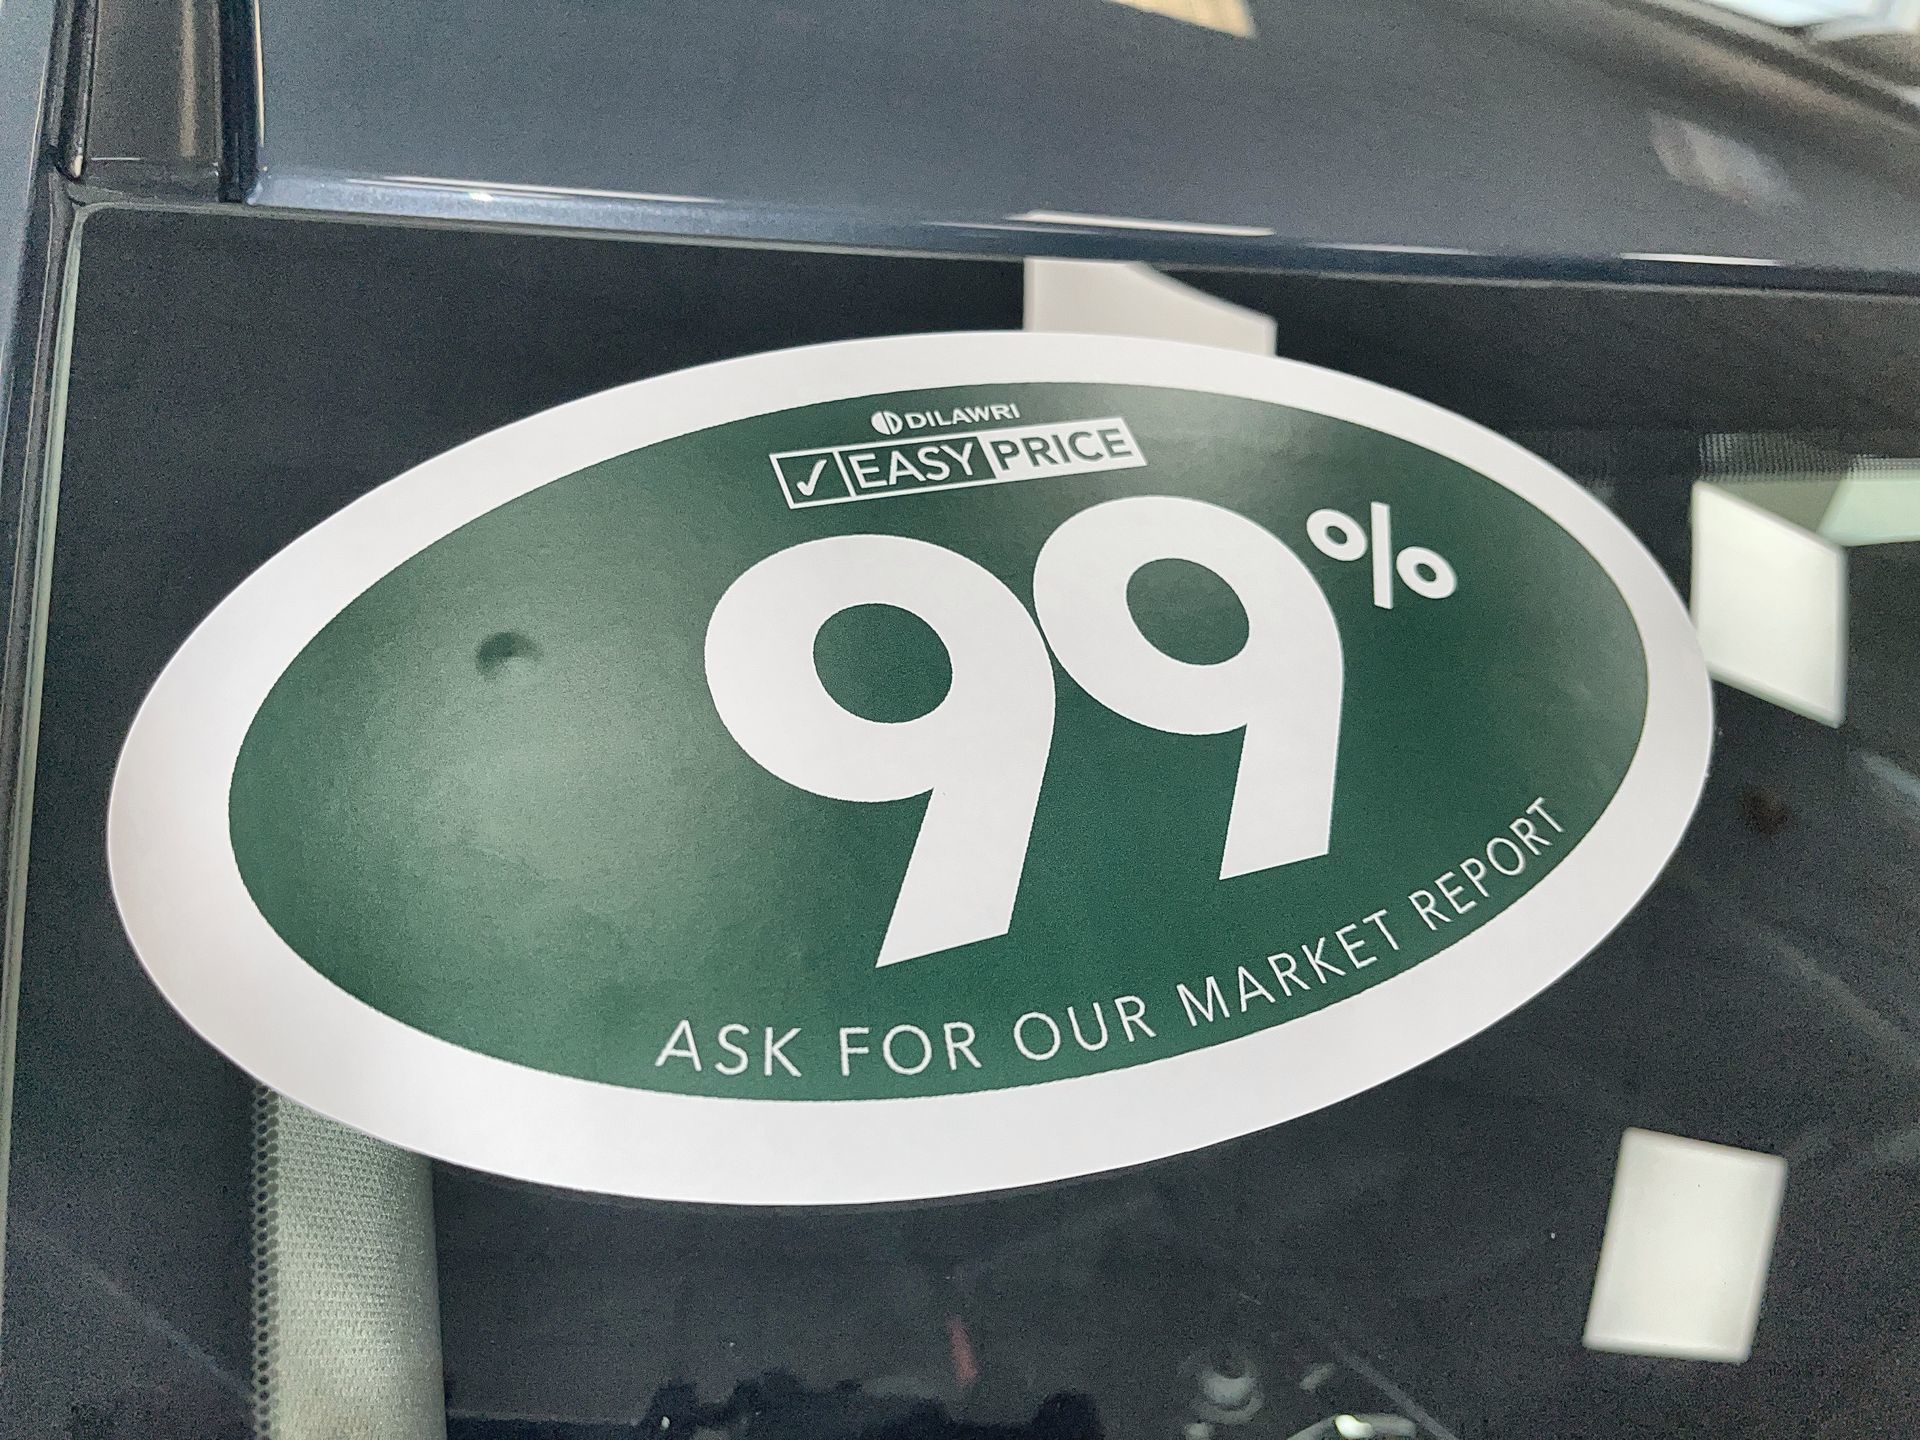 DILAWRI
✓ EASY PRICE
99%
ASK FOR OUR MARKET REPORT